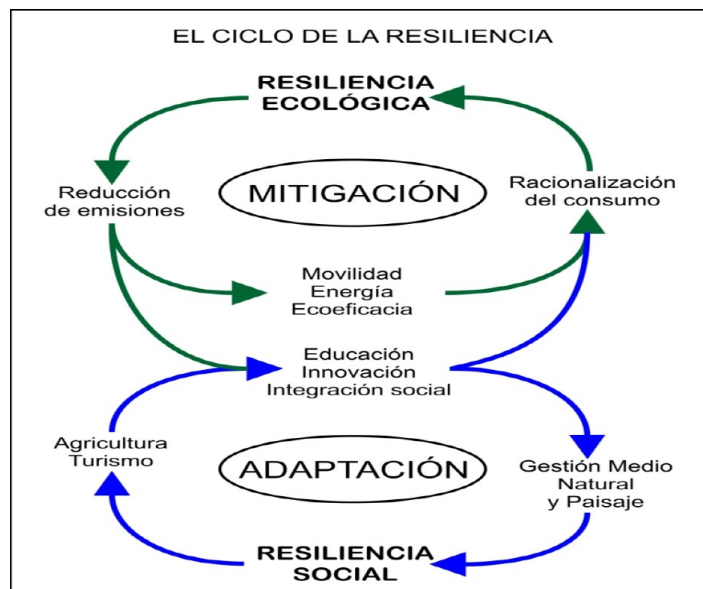 EL CICLO DE LA RESILIENCIA
RESILIENCIA
ECOLÓGICA
Reducción
de emisiones
MITIGACIÓN
Racionalización
del consumo
Movilidad
Energía
Ecoeficacia
Educación
Innovación
Integración social
Agricultura
Turismo
ADAPTACIÓN
Gestión Medio
Natural
y Paisaje
RESILIENCIA
SOCIAL